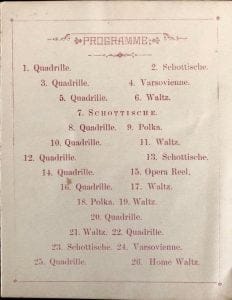 PROGRAMME.
1. Quadrille. 2. Schottische.
3. Quadrille. 4. Varsovienne.
5. Quadrille. 6. Waltz.
7. SCHOTTISCHE.
8. Quadrille. 9. Polka.
10. Quadrille. 11. Waltz.
12. Quadrille. 13. Schottische.
14. Quadrille. 15. Opera Reel.
16. Quadrille. 17. Waltz.
18. Polka. 19. Waltz.
20. Quadrille.
21. Waltz. 22. Quadrille.
23. Schottische. 24. Varsovienne.
25. Quadrille. 26. Home Waltz.